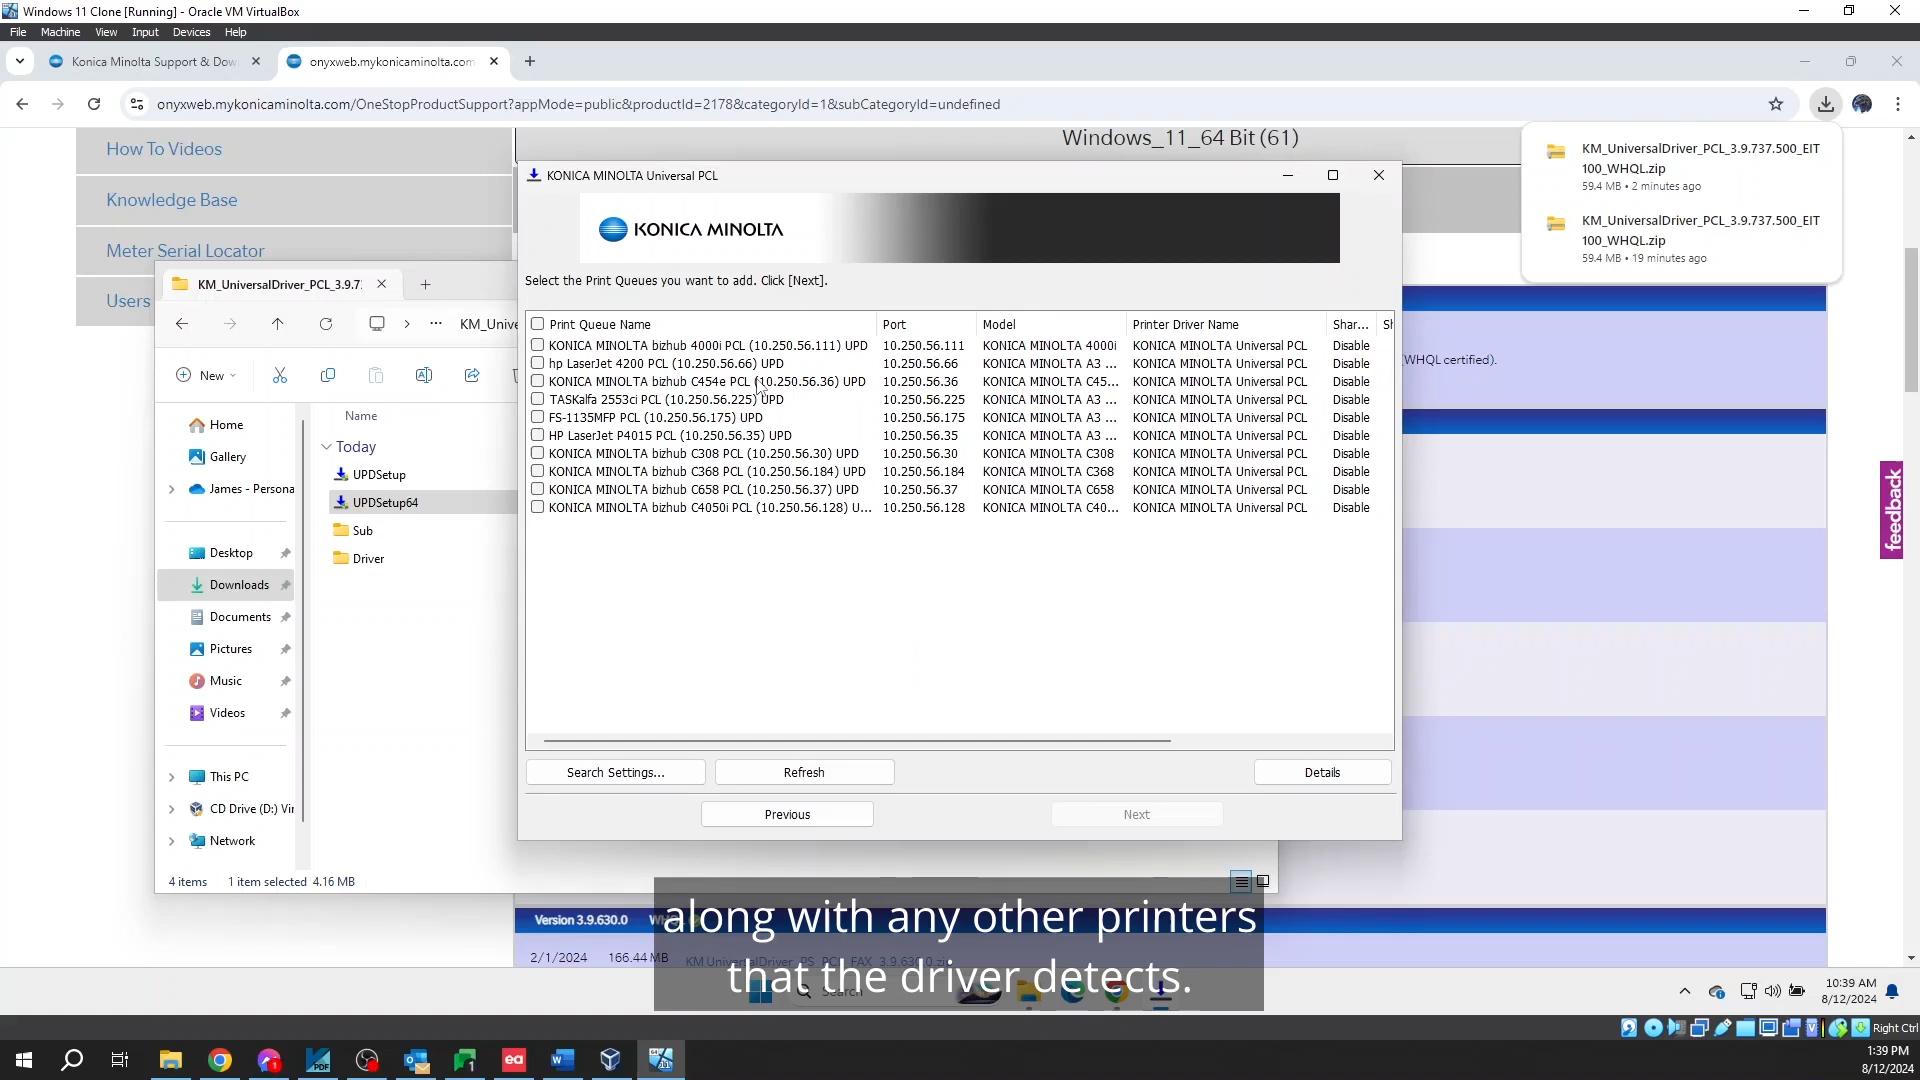 Windows 11 Clone [Running] - Oracle VM VirtualBox
File Machine View Input Devices Help
Konica Minolta Support & Dow
onyxweb.mykonicaminolta.com
onyxweb.mykonicaminolta.com/OneStopProductSupport?appMode=public&productId=2178&categoryId=1&subCategoryId=undefined
How To Videos
Knowledge Base
Meter Serial Locator
Users
Windows_11_64 Bit (61)
KM_UniversalDriver_PCL_3.9.737.500_EIT
100_WHQL.zip
59.4 MB • 2 minutes ago
KM_UniversalDriver_PCL_3.9.737.500_EIT
100_WHQL.zip
59.4 MB • 19 minutes ago
WHQL certified).
feedback
KM_UniversalDriver_PCL_3.9.7
KM_Unive
New
Name
Home
Gallery
James - Persona
Desktop
Downloads
Documents
Pictures
Music
Videos
This PC
CD Drive (D:) Vir
Network
Today
UPDSetup
UPDSetup64
Sub
Driver
4 items 1 item selected 4.16 MB
KONICA MINOLTA Universal PCL
KONICA MINOLTA
Select the Print Queues you want to add. Click [Next].
Print Queue Name Port Model Printer Driver Name Shar... Sh
KONICA MINOLTA bizhub 4000i PCL (10.250.56.111) UPD 10.250.56.111 KONICA MINOLTA 4000i KONICA MINOLTA Universal PCL Disable
hp LaserJet 4200 PCL (10.250.56.66) UPD 10.250.56.66 KONICA MINOLTA A3 ... KONICA MINOLTA Universal PCL Disable
KONICA MINOLTA bizhub C454e PCL (10.250.56.36) UPD 10.250.56.36 KONICA MINOLTA C45... KONICA MINOLTA Universal PCL Disable
TASKalfa 2553ci PCL (10.250.56.225) UPD 10.250.56.225 KONICA MINOLTA A3 ... KONICA MINOLTA Universal PCL Disable
FS-1135MFP PCL (10.250.56.175) UPD 10.250.56.175 KONICA MINOLTA A3 ... KONICA MINOLTA Universal PCL Disable
HP LaserJet P4015 PCL (10.250.56.35) UPD 10.250.56.35 KONICA MINOLTA A3 ... KONICA MINOLTA Universal PCL Disable
KONICA MINOLTA bizhub C308 PCL (10.250.56.30) UPD 10.250.56.30 KONICA MINOLTA C308 KONICA MINOLTA Universal PCL Disable
KONICA MINOLTA bizhub C368 PCL (10.250.56.184) UPD 10.250.56.184 KONICA MINOLTA C368 KONICA MINOLTA Universal PCL Disable
KONICA MINOLTA bizhub C658 PCL (10.250.56.37) UPD 10.250.56.37 KONICA MINOLTA C658 KONICA MINOLTA Universal PCL Disable
KONICA MINOLTA bizhub C4050i PCL (10.250.56.128) U... 10.250.56.128 KONICA MINOLTA C40... KONICA MINOLTA Universal PCL Disable
Search Settings... Refresh Details
Previous Next
Version 3.9.630.0 WHQL
2/1/2024 166.44 MB KM_UniversalDriver_PS_PCL_FAX_3.9.630.0.zip
along with any other printers
that the driver detects.
Search
10:39 AM
8/12/2024
Right Ctrl
1:39 PM
8/12/2024